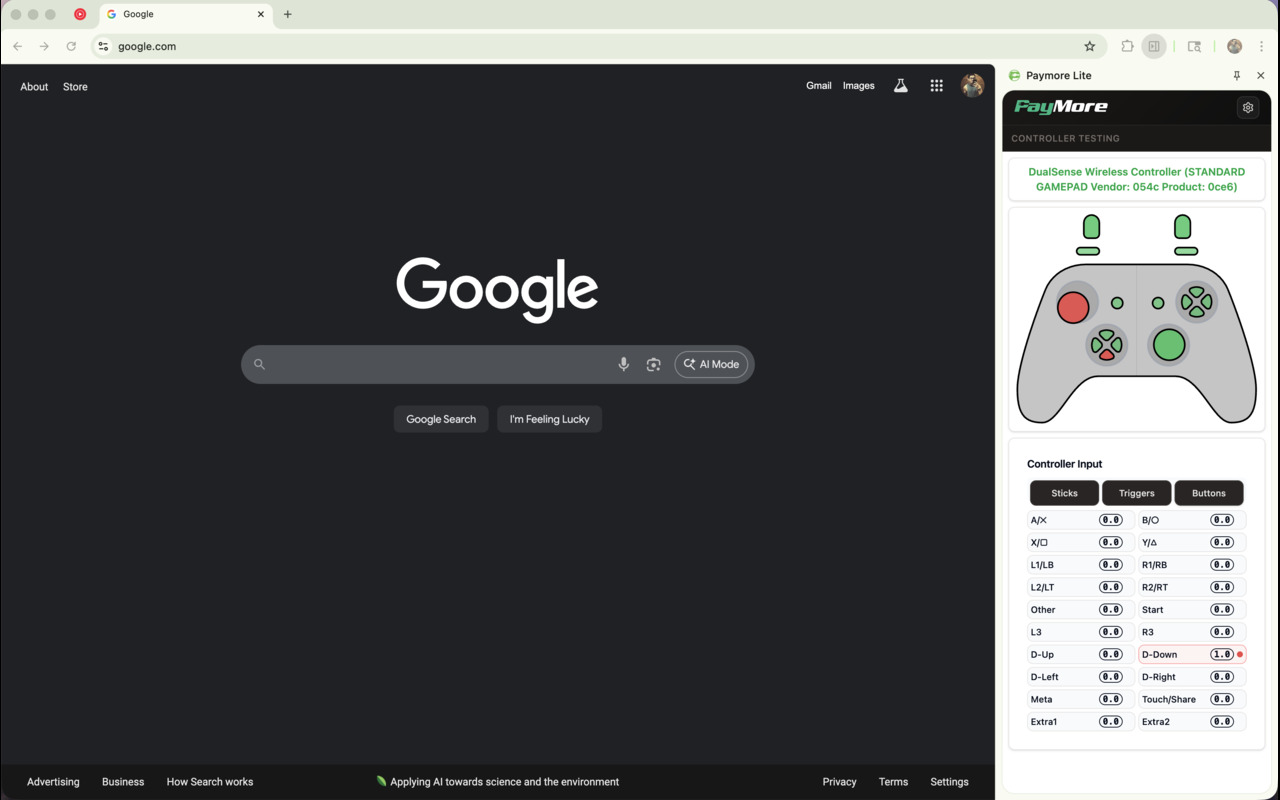 Google
google.com
About Store
Gmail Images
Google
AI Mode
Google Search I'm Feeling Lucky
Advertising Business How Search works
Applying AI towards science and the environment
Privacy Terms Settings
Paymore Lite
PayMore
CONTROLLER TESTING
DualSense Wireless Controller (STANDARD
GAMEPAD Vendor: 054c Product: 0ce6)
Controller Input
Sticks Triggers Buttons
A/✕ 0.0 B/○ 0.0
X/□ 0.0 Y/△ 0.0
L1/LB 0.0 R1/RB 0.0
L2/LT 0.0 R2/RT 0.0
Other 0.0 Start 0.0
L3 0.0 R3 0.0
D-Up 0.0 D-Down 1.0
D-Left 0.0 D-Right 0.0
Meta 0.0 Touch/Share 0.0
Extra1 0.0 Extra2 0.0